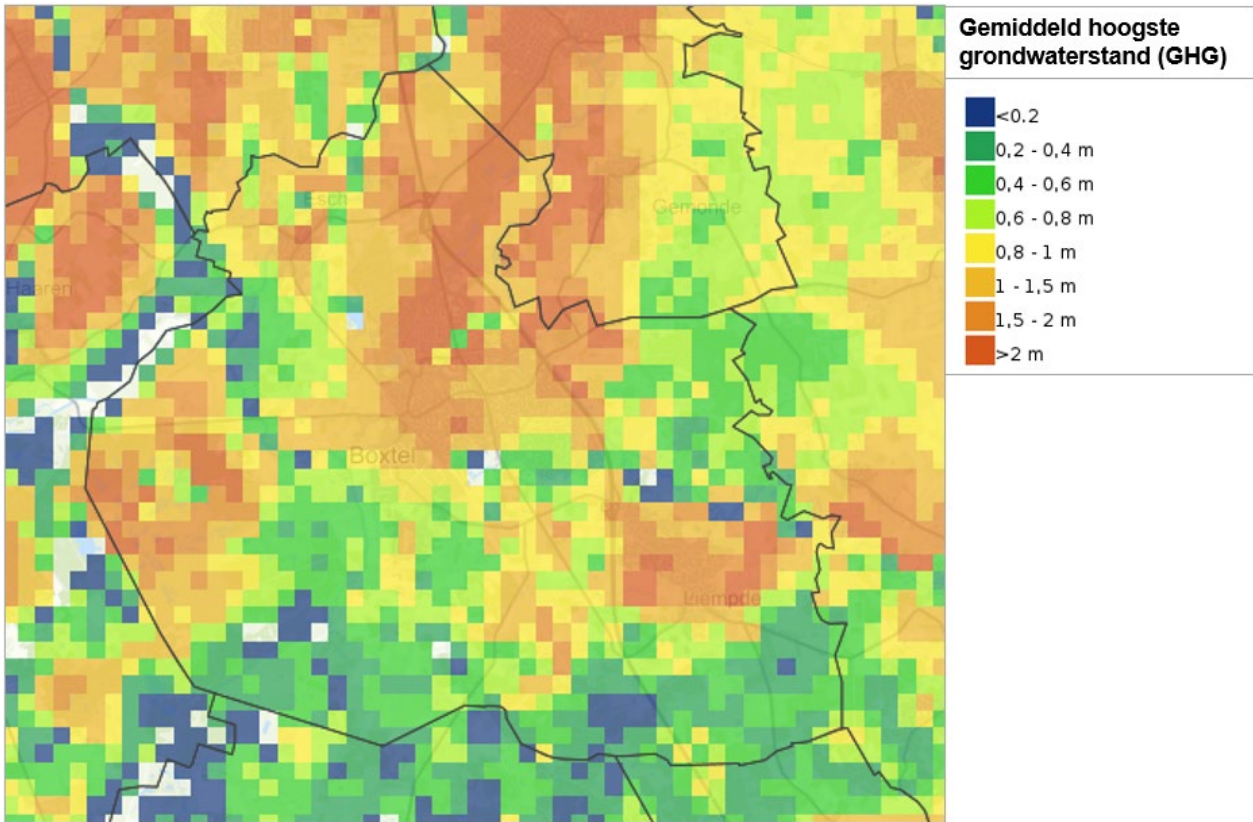 Gemiddeld hoogste
grondwaterstand (GHG)
<0.2
0,2 - 0,4 m
0,4 - 0,6 m
0,6 - 0,8 m
0,8 - 1 m
1 - 1,5 m
1,5 - 2 m
>2 m
Esch
Gemonde
Haaren
Boxtel
Liempde